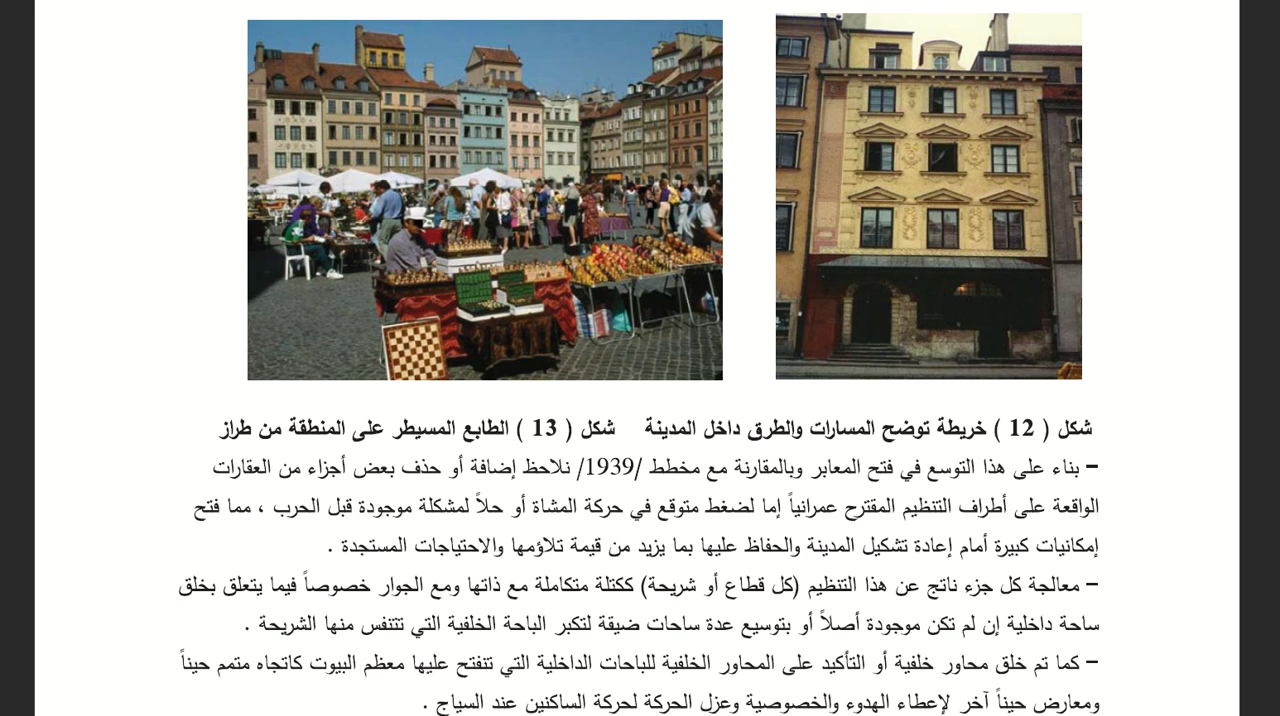 شكل ( 12 ) خريطة توضح المسارات والطرق داخل المدينة شكل ( 13 ) الطابع المسيطر على المنطقة من طراز
– بناء على هذا التوسع في فتح المعابر وبالمقارنة مع مخطط /1939/ نلاحظ إضافة أو حذف بعض أجزاء من العقارات
الواقعة على أطراف التنظيم المقترح عمرانياً إما لضغط متوقع في حركة المشاة أو حلاً لمشكلة موجودة قبل الحرب ، مما فتح
إمكانيات كبيرة أمام إعادة تشكيل المدينة والحفاظ عليها بما يزيد من قيمة تلاؤمها والاحتياجات المستجدة .
– معالجة كل جزء ناتج عن هذا التنظيم (كل قطاع أو شريحة) ككتلة متكاملة مع ذاتها ومع الجوار خصوصاً فيما يتعلق بخلق
ساحة داخلية إن لم تكن موجودة أصلاً أو بتوسيع عدة ساحات ضيقة لتكبر الباحة الخلفية التي تتنفس منها الشريحة .
– كما تم خلق محاور خلفية أو التأكيد على المحاور الخلفية للباحات الداخلية التي تنفتح عليها معظم البيوت كاتجاه متمم حيناً
ومعارض حيناً آخر لإعطاء الهدوء والخصوصية وعزل الحركة لحركة الساكنين عند السياج .